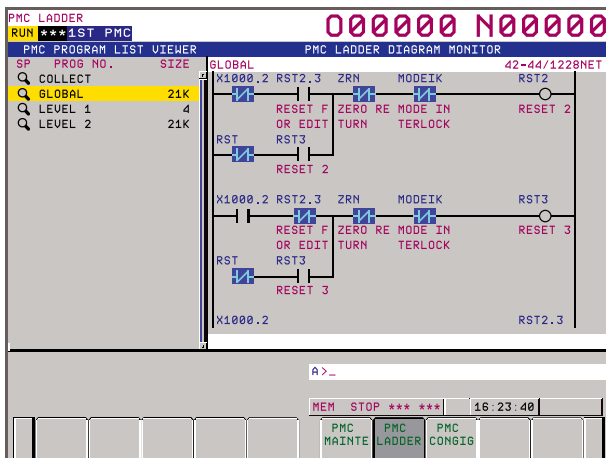 PMC LADDER
O00000 N00000
RUN *** 1ST PMC
PMC PROGRAM LIST VIEWER
PMC LADDER DIAGRAM MONITOR
SP PROG NO. SIZE
GLOBAL 42-44/1228NET
COLLECT
GLOBAL 21K
LEVEL 1 4
LEVEL 2 21K
X1000.2 RST2.3 ZRN MODEIK RST2
RESET F ZERO RE MODE IN RESET 2
OR EDIT TURN TERLOCK
RST RST3
RESET 2
X1000.2 RST2.3 ZRN MODEIK RST3
RESET F ZERO RE MODE IN RESET 3
OR EDIT TURN TERLOCK
RST RST3
RESET 3
X1000.2 RST2.3
A>_
MEM STOP *** *** 16:23:40
PMC PMC PMC
MAINTE LADDER CONGIG